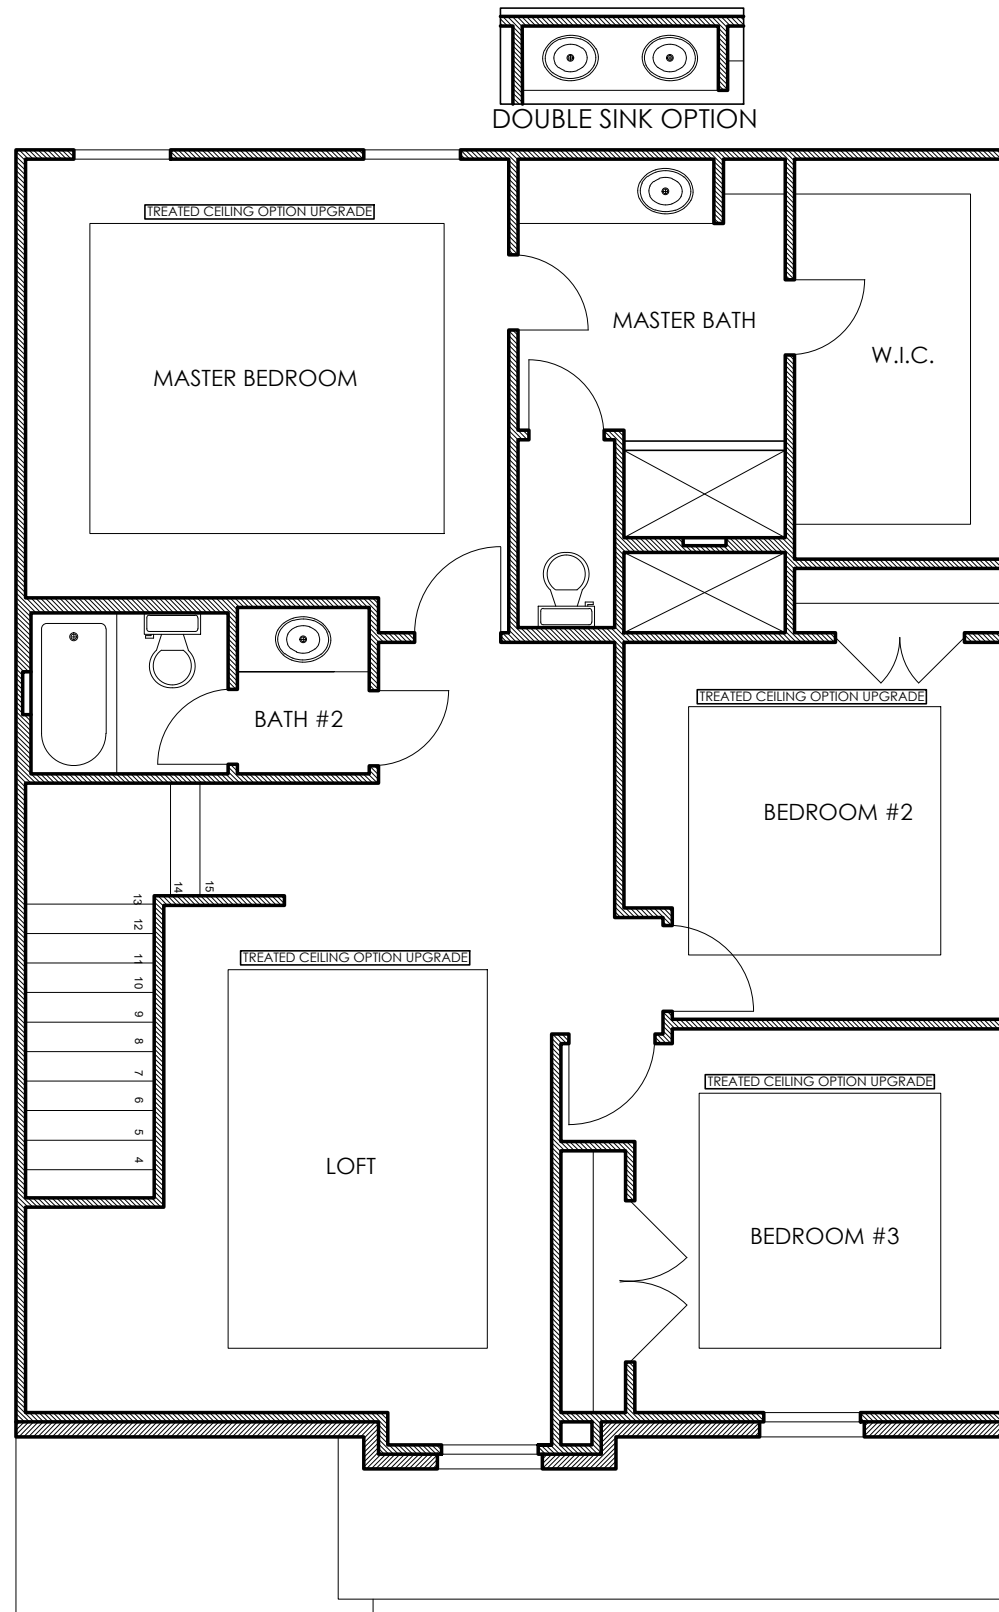 DOUBLE SINK OPTION
TREATED CEILING OPTION UPGRADE
MASTER BATH
W.I.C.
MASTER BEDROOM
TREATED CEILING OPTION UPGRADE
BATH #2
BEDROOM #2
15
14
13
12
11
10
9
8
7
6
5
4
TREATED CEILING OPTION UPGRADE
TREATED CEILING OPTION UPGRADE
LOFT
BEDROOM #3